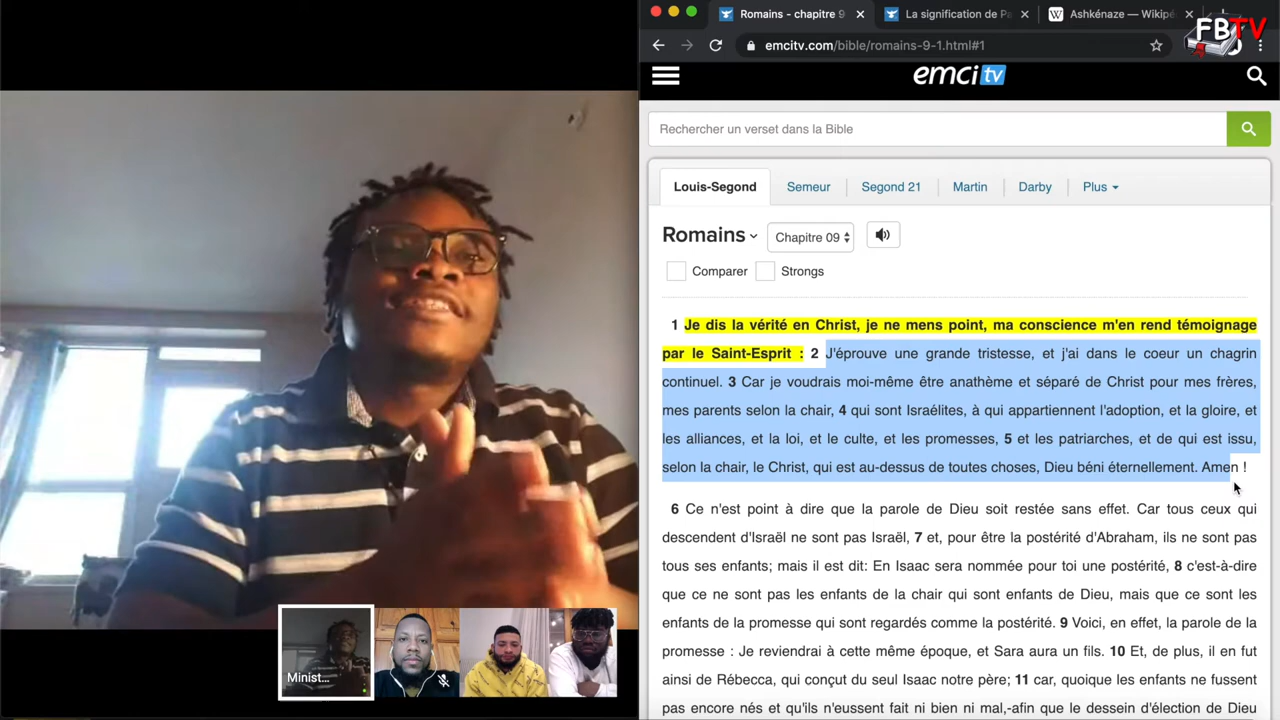 Romains - chapitre 9
La signification de Pa
Ashkénaze — Wikipé
FBTV
emcitv.com/bible/romains-9-1.html#1
emci tv
Rechercher un verset dans la Bible
Louis-Segond
Semeur
Segond 21
Martin
Darby
Plus
Romains
Chapitre 09
Comparer
Strongs
1 Je dis la vérité en Christ, je ne mens point, ma conscience m'en rend témoignage
par le Saint-Esprit : 2 J'éprouve une grande tristesse, et j'ai dans le coeur un chagrin
continuel. 3 Car je voudrais moi-même être anathème et séparé de Christ pour mes frères,
mes parents selon la chair, 4 qui sont Israélites, à qui appartiennent l'adoption, et la gloire, et
les alliances, et la loi, et le culte, et les promesses, 5 et les patriarches, et de qui est issu,
selon la chair, le Christ, qui est au-dessus de toutes choses, Dieu béni éternellement. Amen !
6 Ce n'est point à dire que la parole de Dieu soit restée sans effet. Car tous ceux qui
descendent d'Israël ne sont pas Israël, 7 et, pour être la postérité d'Abraham, ils ne sont pas
tous ses enfants; mais il est dit: En Isaac sera nommée pour toi une postérité, 8 c'est-à-dire
que ce ne sont pas les enfants de la chair qui sont enfants de Dieu, mais que ce sont les
enfants de la promesse qui sont regardés comme la postérité. 9 Voici, en effet, la parole de la
promesse : Je reviendrai à cette même époque, et Sara aura un fils. 10 Et, de plus, il en fut
ainsi de Rébecca, qui conçut du seul Isaac notre père; 11 car, quoique les enfants ne fussent
pas encore nés et qu'ils n'eussent fait ni bien ni mal,-afin que le dessein d'élection de Dieu
Minist...